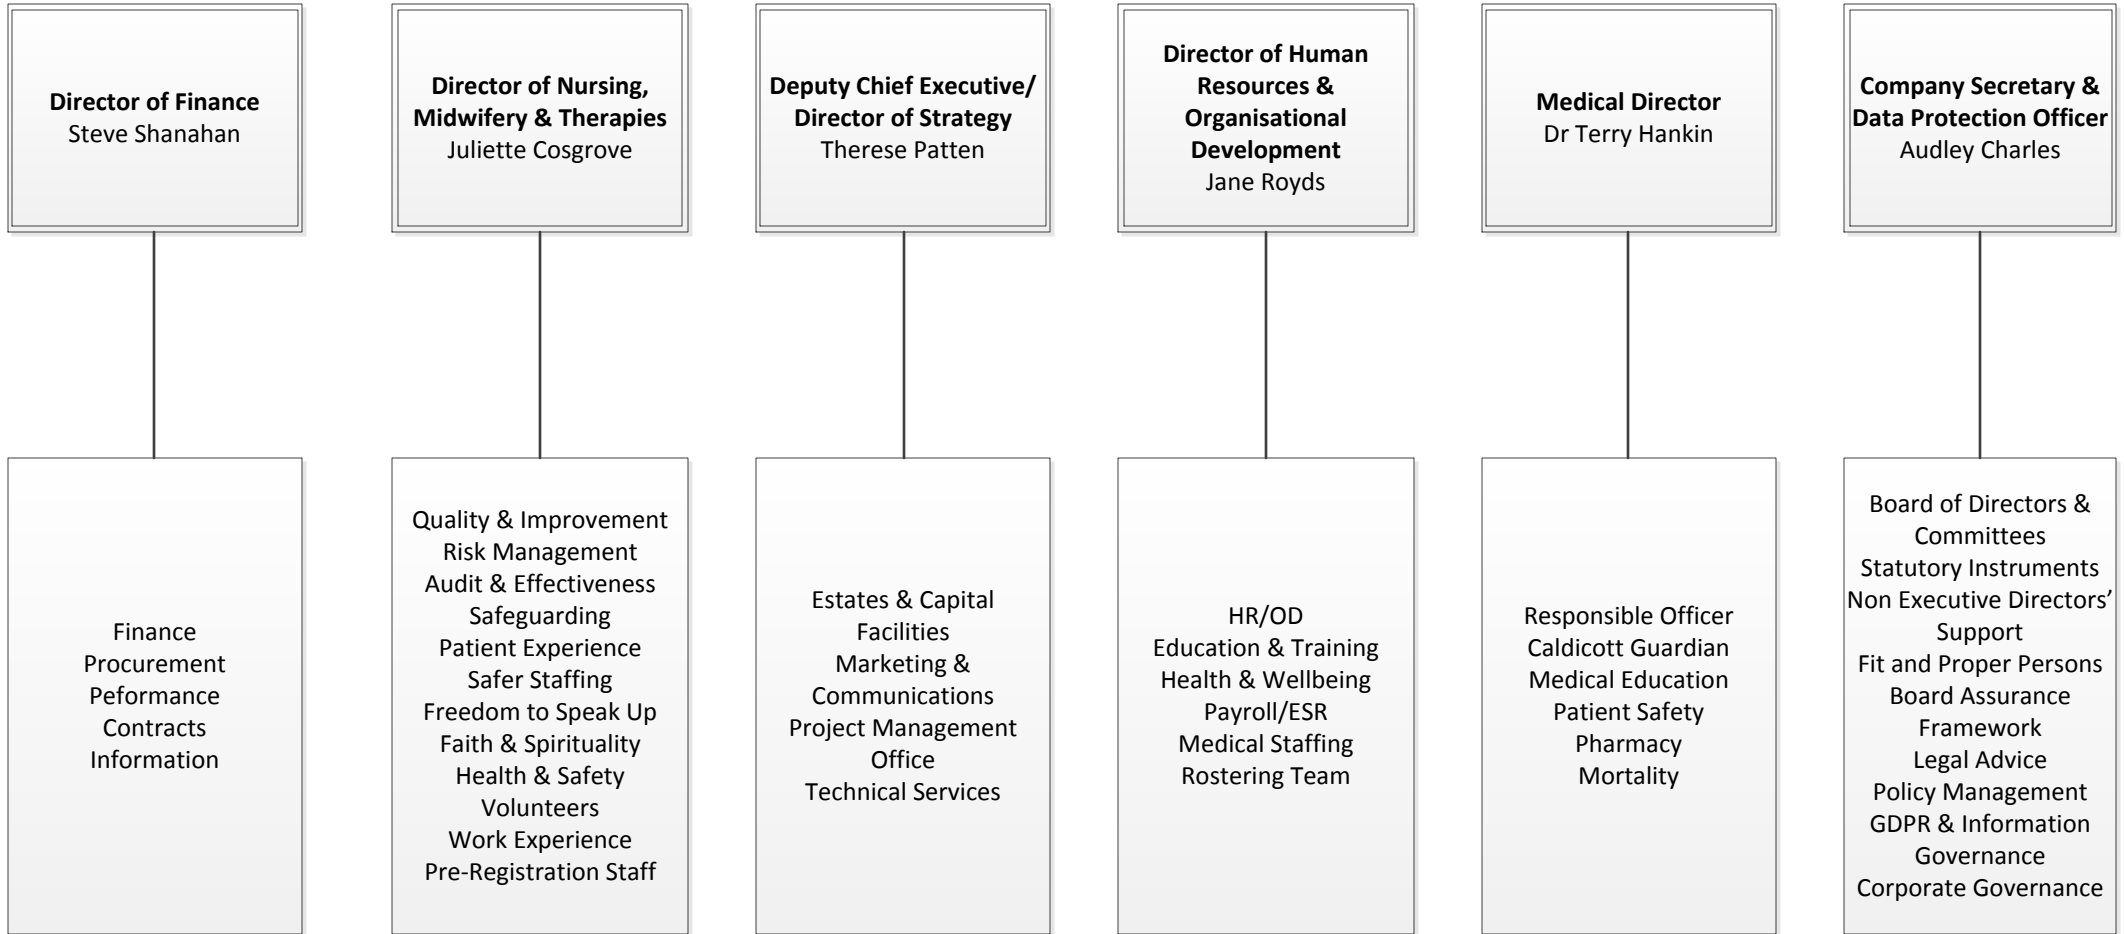 Director of Finance
Steve Shanahan
Director of Nursing,
Midwifery & Therapies
Juliette Cosgrove
Deputy Chief Executive/
Director of Strategy
Therese Patten
Director of Human
Resources &
Organisational
Development
Jane Royds
Medical Director
Dr Terry Hankin
Company Secretary &
Data Protection Officer
Audley Charles
Finance
Procurement
Peformance
Contracts
Information
Quality & Improvement
Risk Management
Audit & Effectiveness
Safeguarding
Patient Experience
Safer Staffing
Freedom to Speak Up
Faith & Spirituality
Health & Safety
Volunteers
Work Experience
Pre-Registration Staff
Estates & Capital
Facilities
Marketing &
Communications
Project Management
Office
Technical Services
HR/OD
Education & Training
Health & Wellbeing
Payroll/ESR
Medical Staffing
Rostering Team
Responsible Officer
Caldicott Guardian
Medical Education
Patient Safety
Pharmacy
Mortality
Board of Directors &
Committees
Statutory Instruments
Non Executive Directors’
Support
Fit and Proper Persons
Board Assurance
Framework
Legal Advice
Policy Management
GDPR & Information
Governance
Corporate Governance